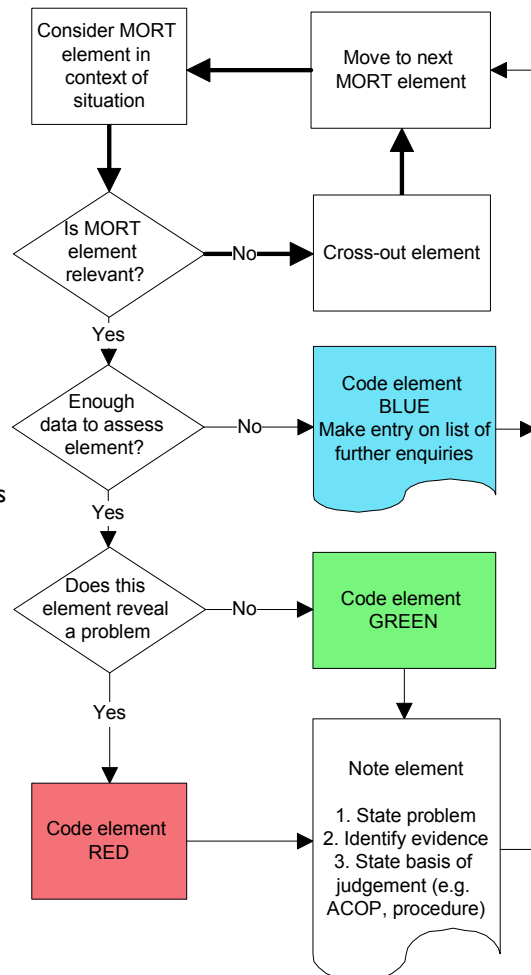 Consider MORT
element in
context of
situation
Move to next
MORT element
Is MORT
element
relevant?
No
Cross-out element
Yes
Enough
data to assess
element?
No
Code element
BLUE
Make entry on list of
further enquiries
s
Yes
Does this
element reveal
a problem
No
Code element
GREEN
Yes
Code element
RED
Note element
1. State problem
2. Identify evidence
3. State basis of
judgement (e.g.
ACOP, procedure)